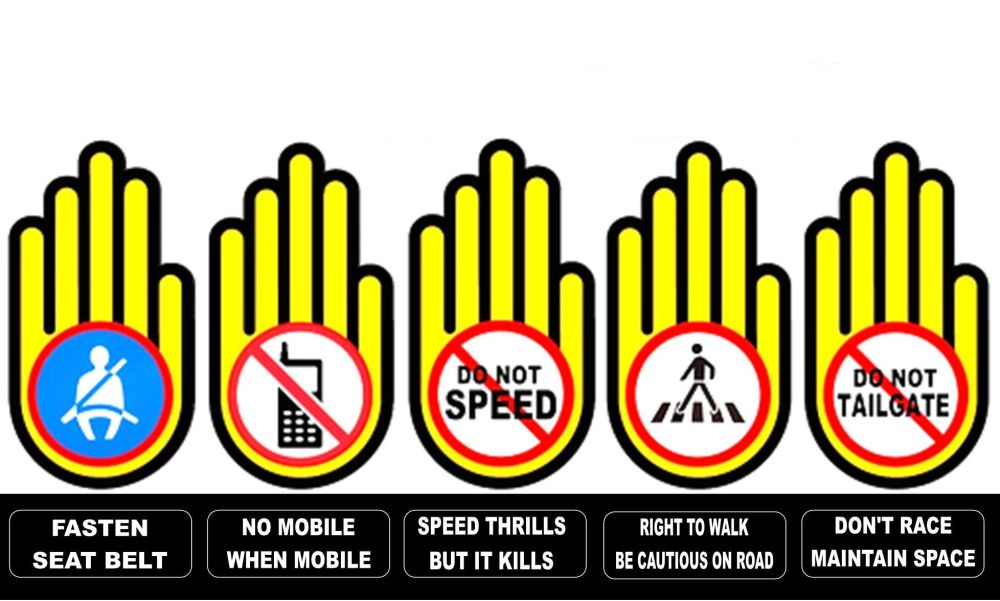 DO NOT
SPEED
DO NOT
TAILGATE
FASTEN
SEAT BELT
NO MOBILE
WHEN MOBILE
SPEED THRILLS
BUT IT KILLS
RIGHT TO WALK
BE CAUTIOUS ON ROAD
DON'T RACE
MAINTAIN SPACE